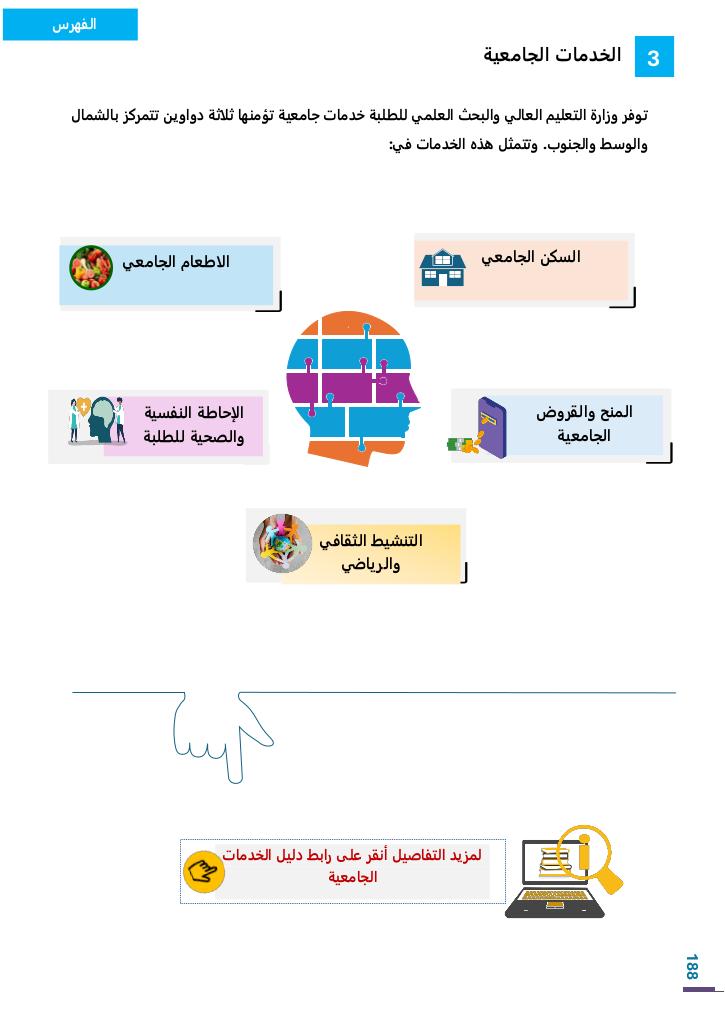 الفهرس
3 الخدمات الجامعية
توفر وزارة التعليم العالي والبحث العلمي للطلبة خدمات جامعية تؤمنها ثلاثة دواوين تتمركز بالشمال
والوسط والجنوب. وتتمثل هذه الخدمات في:
السكن الجامعي
الاطعام الجامعي
المنح والقروض
الجامعية
الإحاطة النفسية
والصحية للطلبة
التنشيط الثقافي
والرياضي
لمزيد التفاصيل أنقر على رابط دليل الخدمات
الجامعية
188